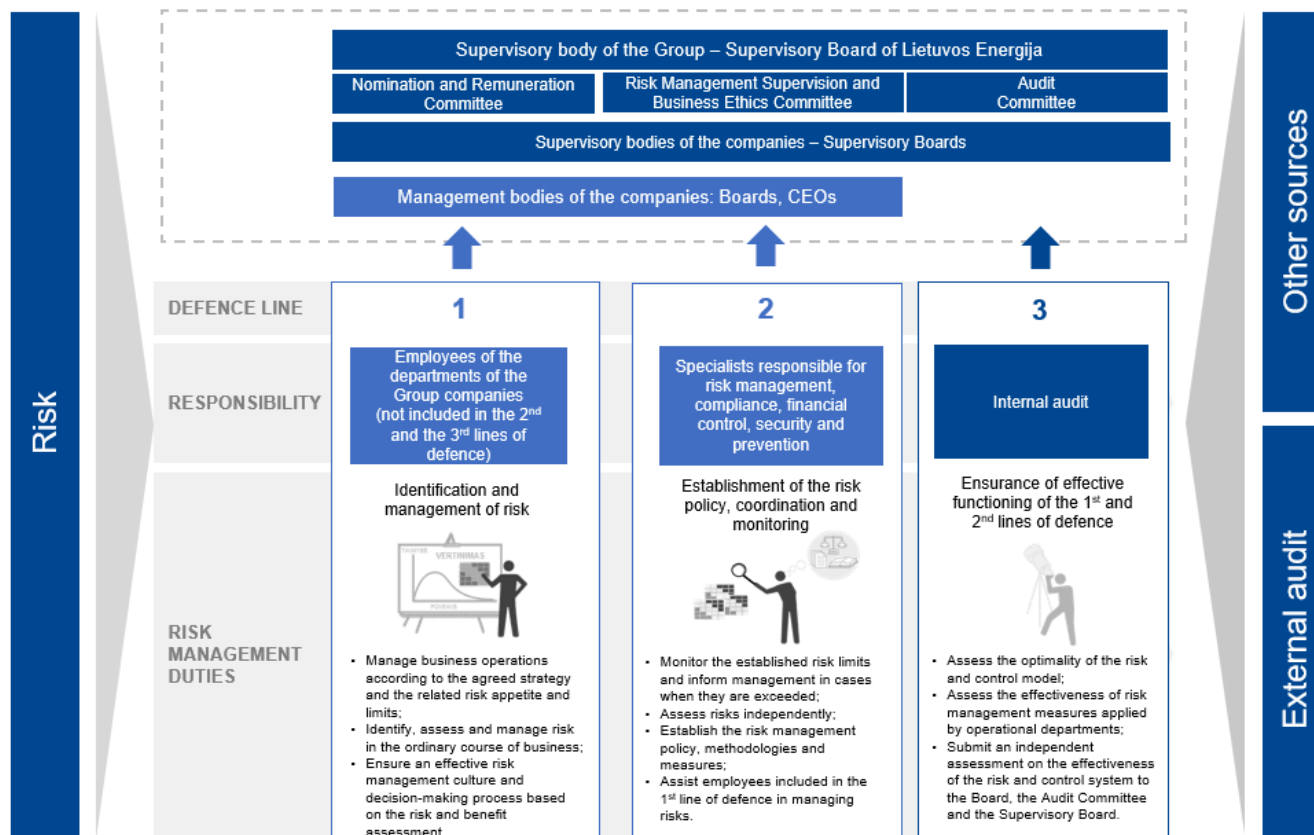 Risk
Supervisory body of the Group – Supervisory Board of Lietuvos Energija
Nomination and Remuneration
Committee
Risk Management Supervision and
Business Ethics Committee
Audit
Committee
Supervisory bodies of the companies – Supervisory Boards
Management bodies of the companies: Boards, CEOs
DEFENCE LINE
1
2
3
RESPONSIBILITY
Employees of the
departments of the
Group companies
(not included in the 2nd
and the 3rd lines of
defence)
Specialists responsible for
risk management,
compliance, financial
control, security and
prevention
Internal audit
RISK
MANAGEMENT
DUTIES
Identification and
management of risk
VERTINIMAS
POVEIKIS
• Manage business operations
according to the agreed strategy
and the related risk appetite and
limits;
• Identify, assess and manage risk
in the ordinary course of business;
• Ensure an effective risk
management culture and
decision-making process based
on the risk and benefit
assessment
Establishment of the risk
policy, coordination and
monitoring
• Monitor the established risk limits
and inform management in cases
when they are exceeded;
• Assess risks independently;
• Establish the risk management
policy, methodologies and
measures;
• Assist employees included in the
1st line of defence in managing
risks.
Ensurance of effective
functioning of the 1st and
2nd lines of defence
• Assess the optimality of the risk
and control model;
• Assess the effectiveness of risk
management measures applied
by operational departments;
• Submit an independent
assessment on the effectiveness
of the risk and control system to
the Board, the Audit Committee
and the Supervisory Board.
Other sources
External audit